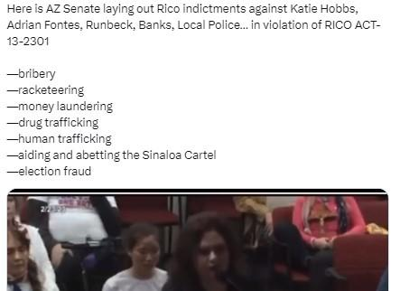 Here is AZ Senate laying out Rico indictments against Katie Hobbs,
Adrian Fontes, Runbeck, Banks, Local Police... in violation of RICO ACT-
13-2301
—bribery
—racketeering
—money laundering
—drug trafficking
—human trafficking
—aiding and abetting the Sinaloa Cartel
—election fraud